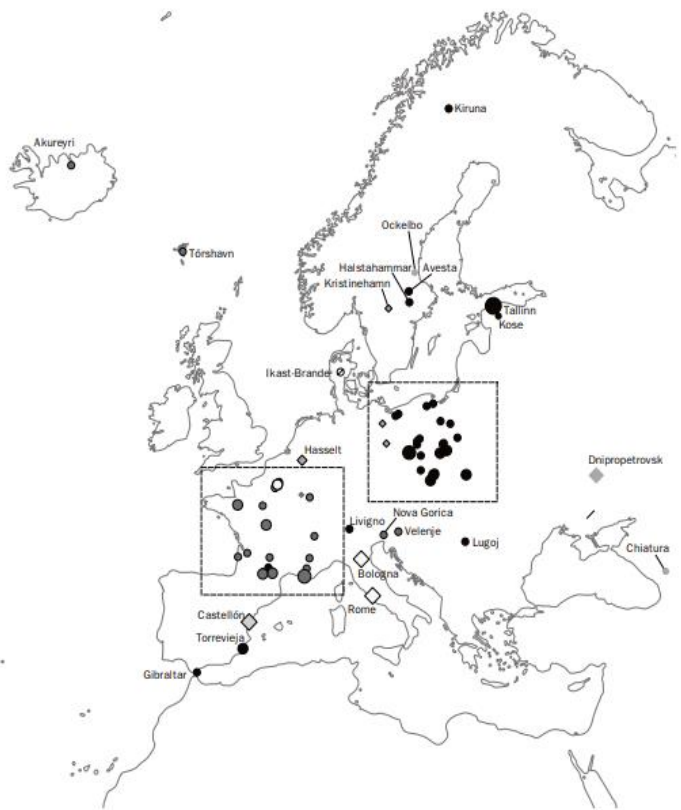 Kiruna
Akureyri
Ockelbo
Tórshavn
Halstahammar
Avesta
Kristinehamn
Tallinn
Kose
Ikast-Brande
Hasselt
Dnipropetrovsk
Nova Gorica
Livigno
Velenje
Lugoj
Chiatura
Bologna
Rome
Castellón
Torrevieja
Gibraltar